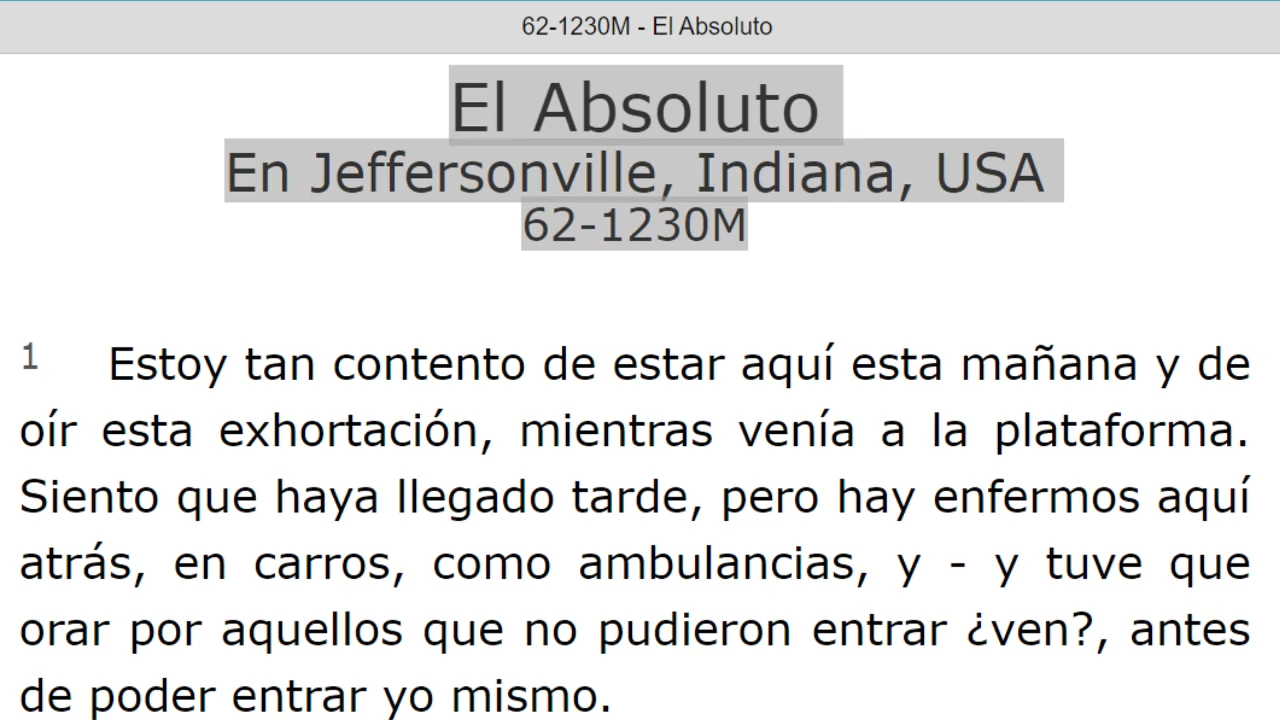 62-1230M - El Absoluto
El Absoluto
En Jeffersonville, Indiana, USA
62-1230M
1 Estoy tan contento de estar aquí esta mañana y de
oír esta exhortación, mientras venía a la plataforma.
Siento que haya llegado tarde, pero hay enfermos aquí
atrás, en carros, como ambulancias, y - y tuve que
orar por aquellos que no pudieron entrar ¿ven?, antes
de poder entrar yo mismo.